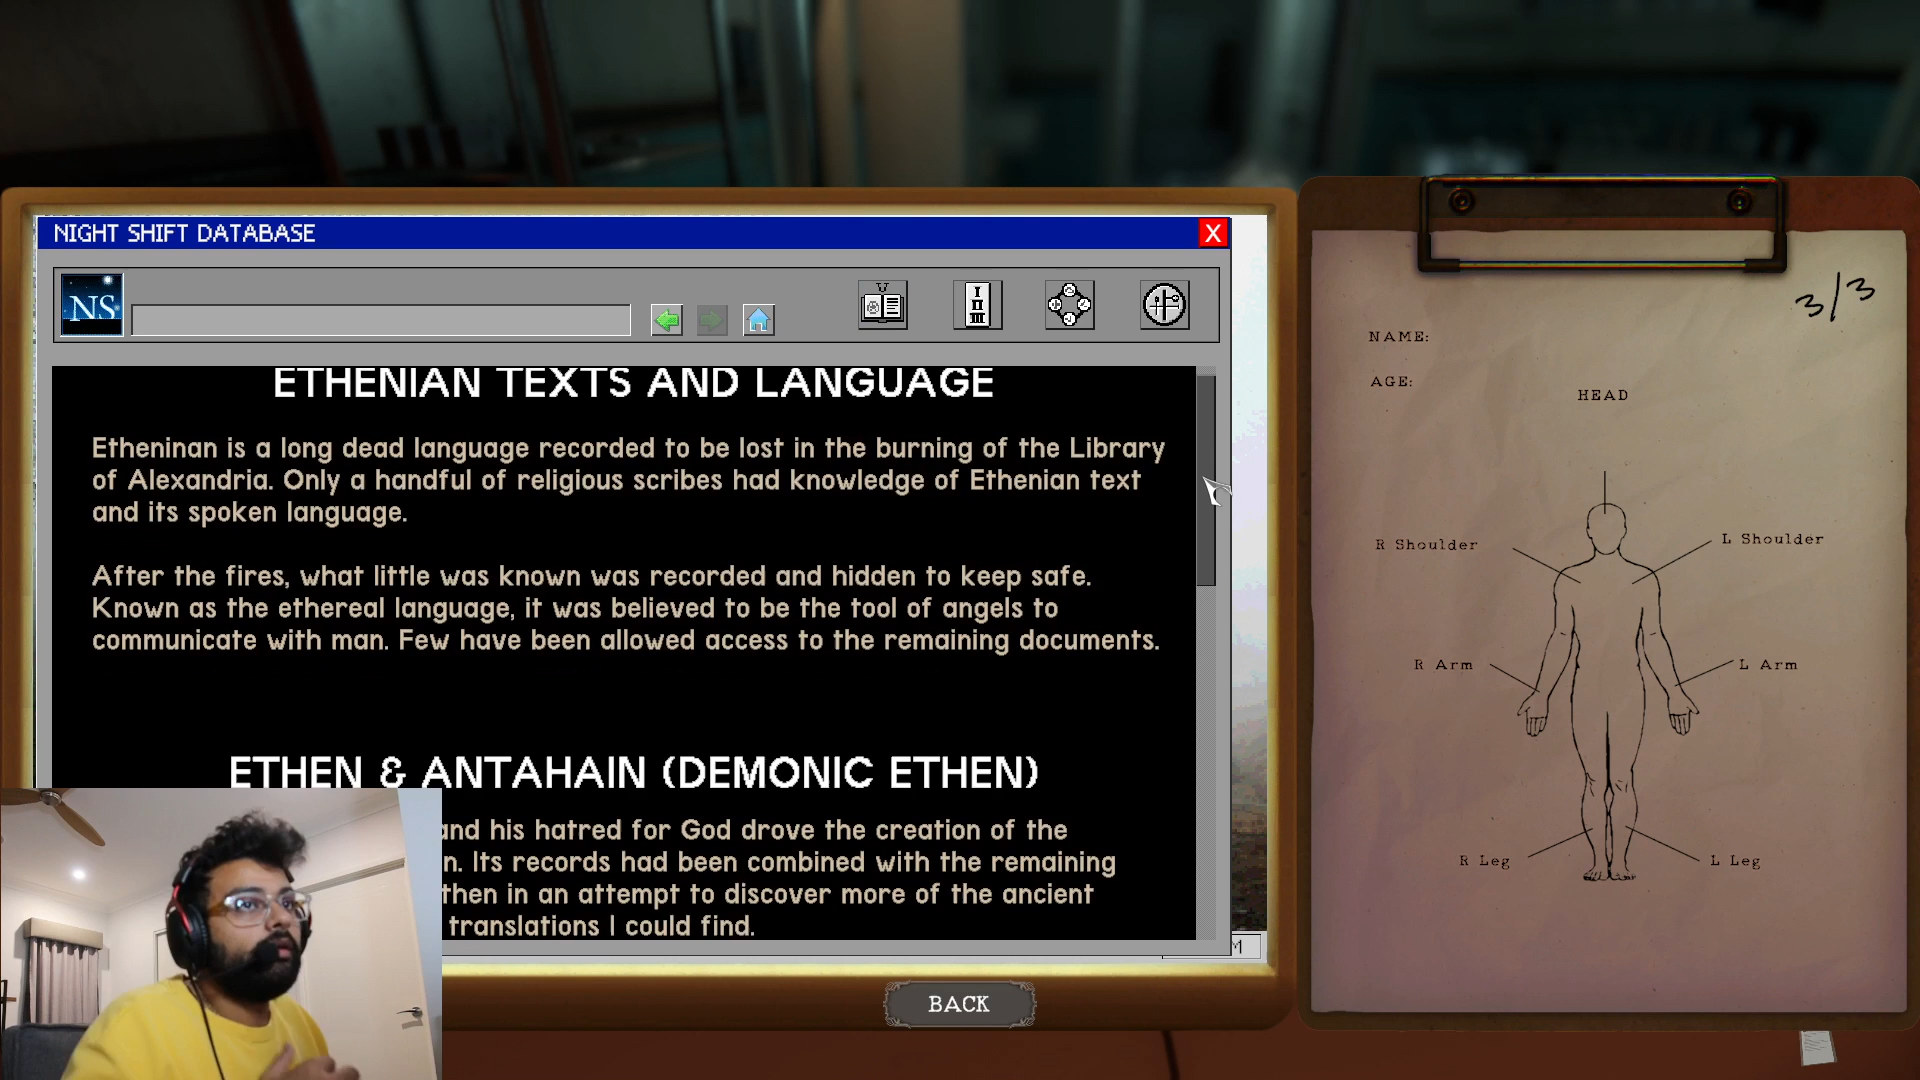 NIGHT SHIFT DATABASE
X
NS
I
II
III
ETHENIAN TEXTS AND LANGUAGE
Etheninan is a long dead language recorded to be lost in the burning of the Library
of Alexandria. Only a handful of religious scribes had knowledge of Ethenian text
and its spoken language.
After the fires, what little was known was recorded and hidden to keep safe.
Known as the ethereal language, it was believed to be the tool of angels to
communicate with man. Few have been allowed access to the remaining documents.
ETHEN & ANTAHAIN (DEMONIC ETHEN)
and his hatred for God drove the creation of the
n. Its records had been combined with the remaining
then in an attempt to discover more of the ancient
translations I could find.
BACK
3/3
NAME:
AGE:
HEAD
R Shoulder
L Shoulder
R Arm
L Arm
R Leg
L Leg